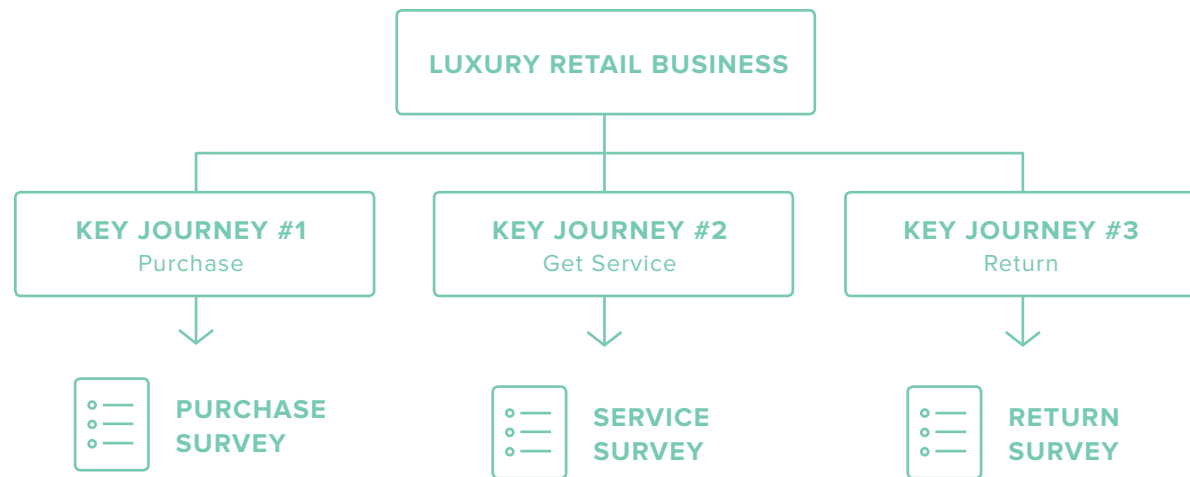 LUXURY RETAIL BUSINESS
KEY JOURNEY #1
Purchase
KEY JOURNEY #2
Get Service
KEY JOURNEY #3
Return
PURCHASE
SURVEY
SERVICE
SURVEY
RETURN
SURVEY